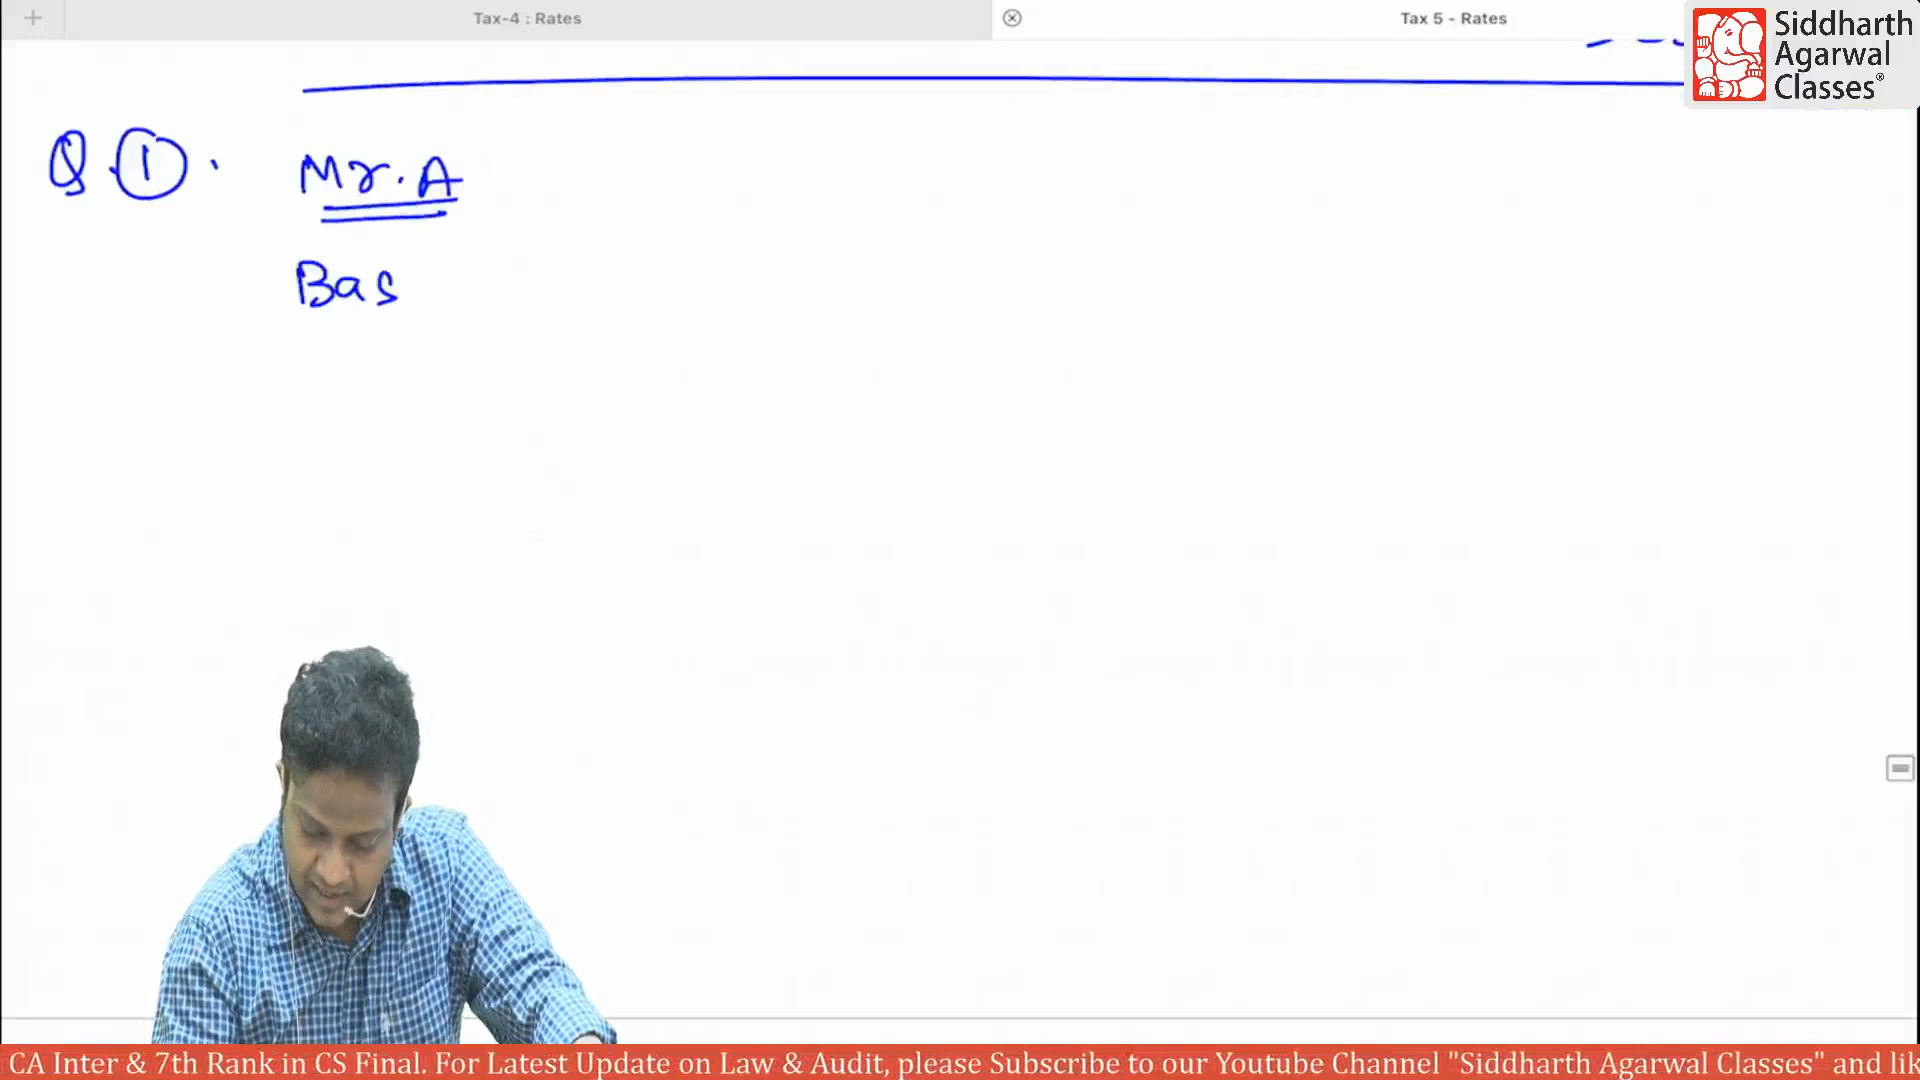 Tax-4 : Rates
Tax 5 - Rates
Siddharth
Agarwal
Classes®
Q. 1. Mr. A
Bas
CA Inter & 7th Rank in CS Final. For Latest Update on Law & Audit, please Subscribe to our Youtube Channel "Siddharth Agarwal Classes" and lik